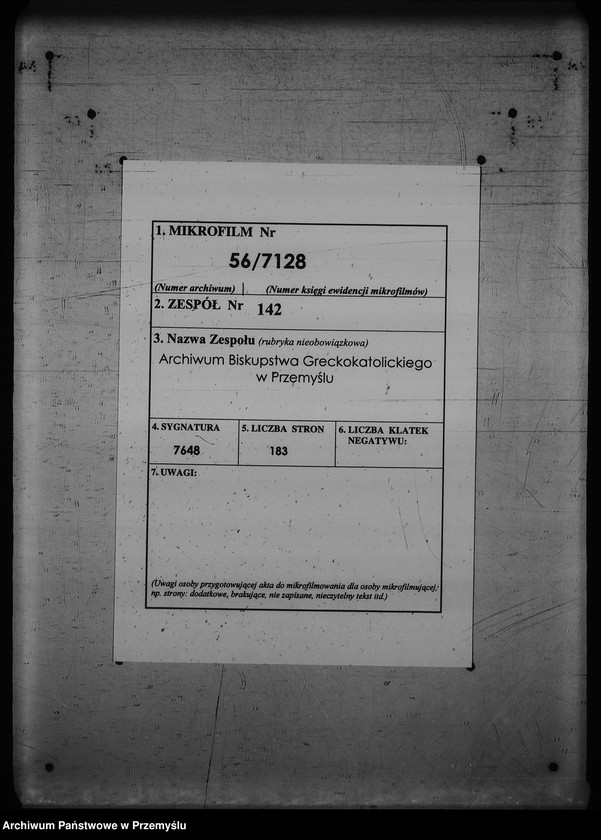 1. MIKROFILM Nr
56/7128
(Numer archiwum) | (Numer księgi ewidencji mikrofilmów)
2. ZESPÓŁ Nr 142
3. Nazwa Zespołu (rubryka nieobowiązkowa)
Archiwum Biskupstwa Greckokatolickiego
w Przemyślu
4. SYGNATURA
7648
5. LICZBA STRON
183
6. LICZBA KLATEK
NEGATYWU:
7. UWAGI:
(Uwagi osoby przygotowującej akta do mikrofilmowania dla osoby mikrofilmującej:
np. strony: dodatkowe, brakujące, nie zapisane, nieczytelny tekst itd.)
Archiwum Państwowe w Przemyślu